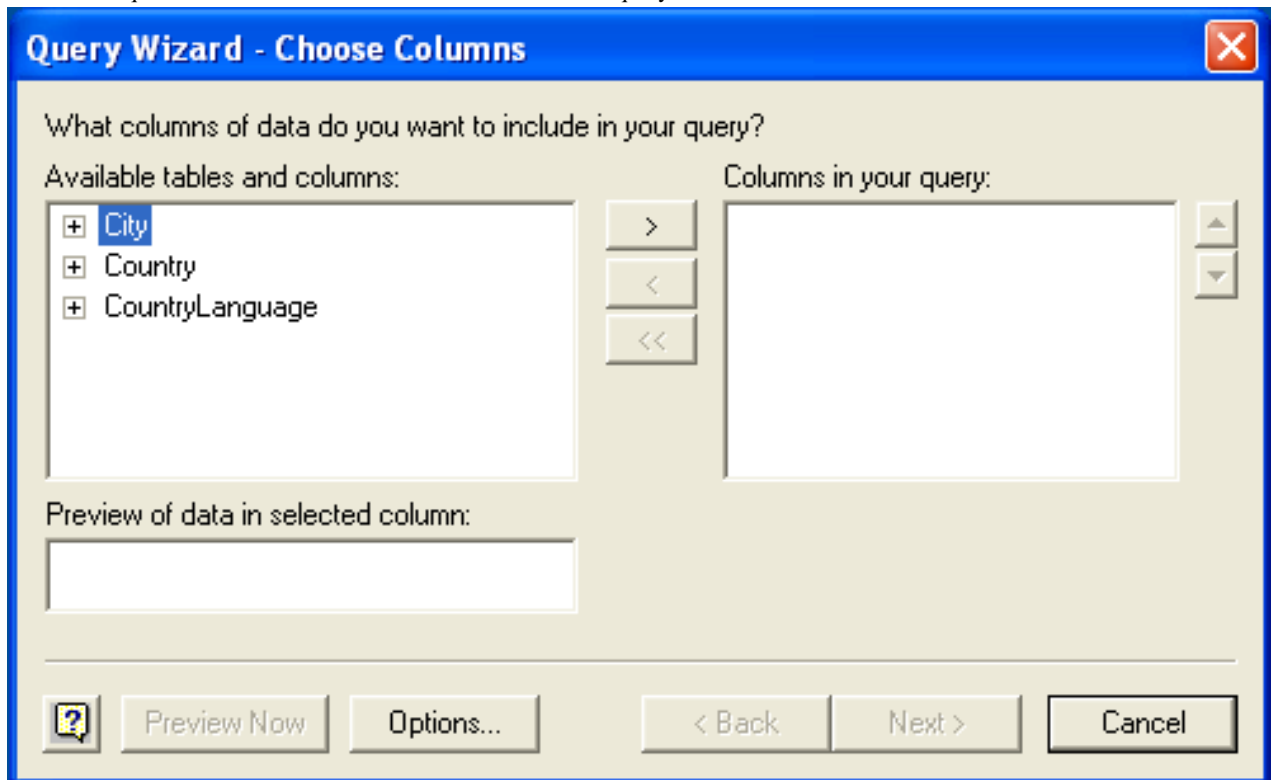 Query Wizard - Choose Columns
What columns of data do you want to include in your query?
Available tables and columns:
Columns in your query:
City
Country
CountryLanguage
>
<
<<
Preview of data in selected column:
Preview Now
Options...
< Back
Next >
Cancel